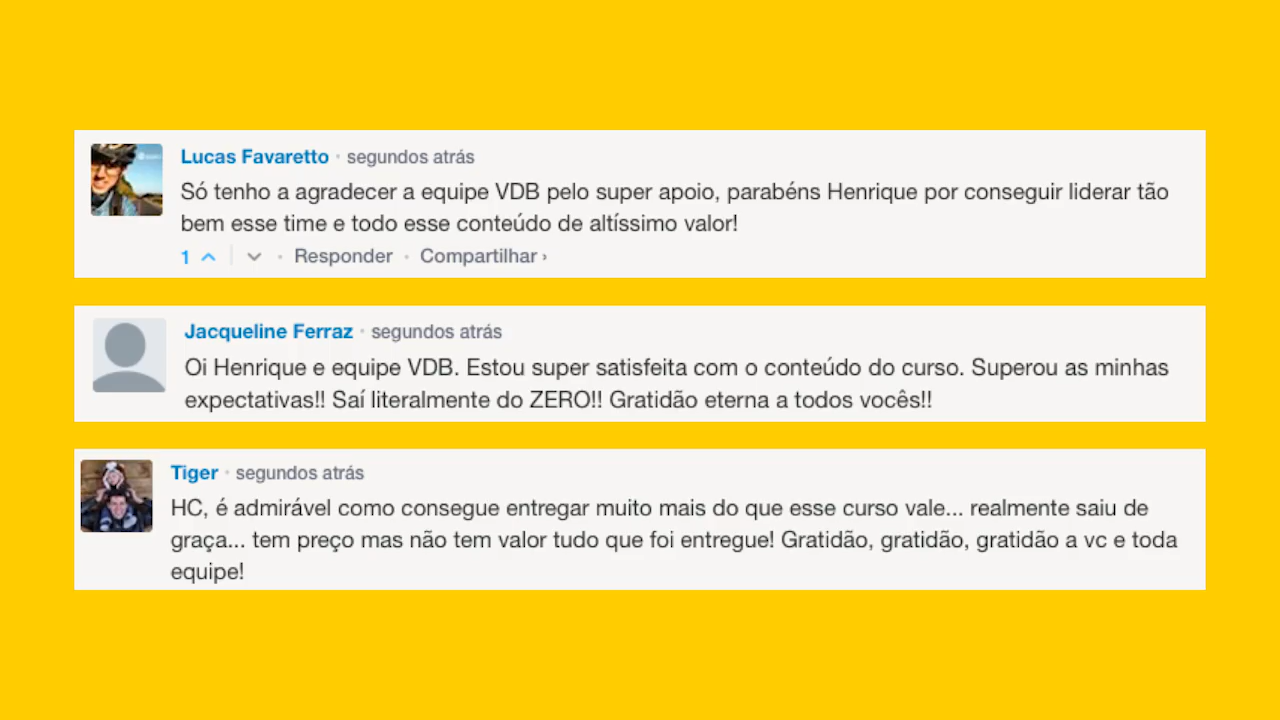 Lucas Favaretto · segundos atrás
Só tenho a agradecer a equipe VDB pelo super apoio, parabéns Henrique por conseguir liderar tão
bem esse time e todo esse conteúdo de altíssimo valor!
1 · Responder · Compartilhar ›
Jacqueline Ferraz · segundos atrás
Oi Henrique e equipe VDB. Estou super satisfeita com o conteúdo do curso. Superou as minhas
expectativas!! Saí literalmente do ZERO!! Gratidão eterna a todos vocês!!
Tiger · segundos atrás
HC, é admirável como consegue entregar muito mais do que esse curso vale... realmente saiu de
graça... tem preço mas não tem valor tudo que foi entregue! Gratidão, gratidão, gratidão a vc e toda
equipe!